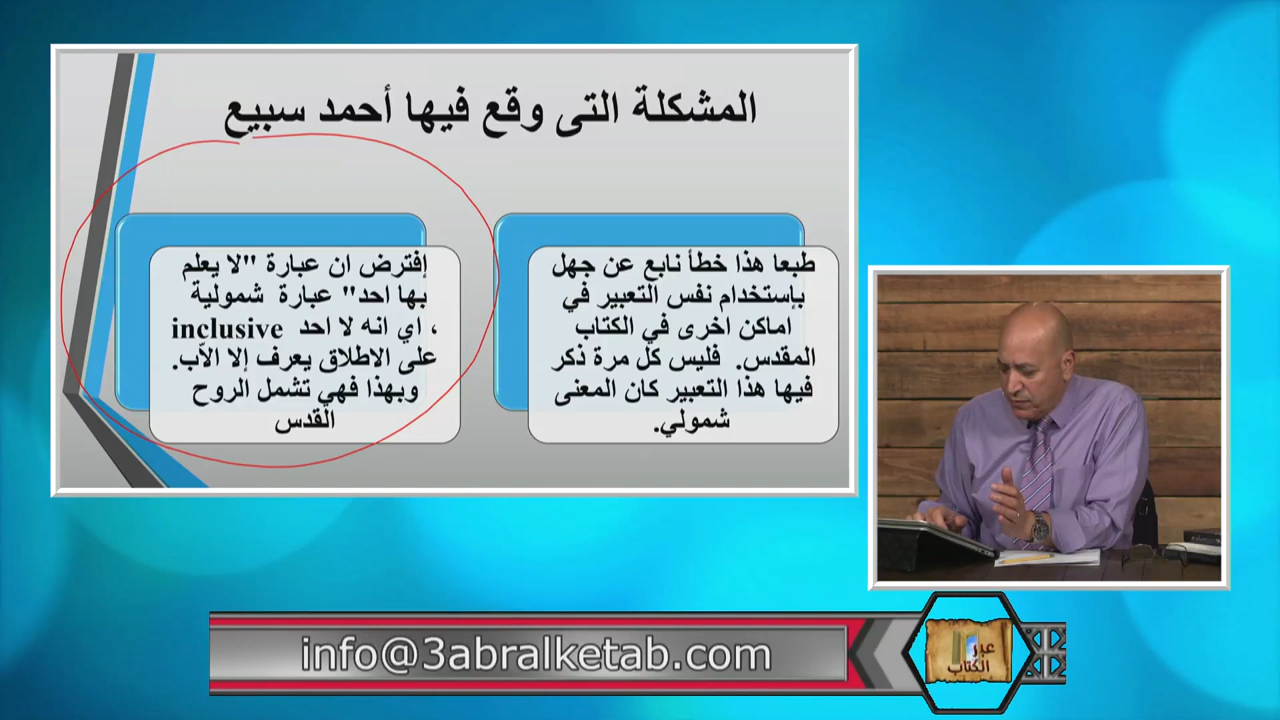 المشكلة التى وقع فيها أحمد سبيع
طبعا هذا خطأ نابع عن جهل
بإستخدام نفس التعبير في
اماكن اخرى في الكتاب
المقدس. فليس كل مرة ذكر
فيها هذا التعبير كان المعنى
شمولي.
إفترض ان عبارة "لا يعلم
بها احد" عبارة شمولية
inclusive ، اي انه لا احد
على الإطلاق يعرف إلا الآب.
وبهذا فهي تشمل الروح
القدس
info@3abralketab.com
عبر
الكتاب